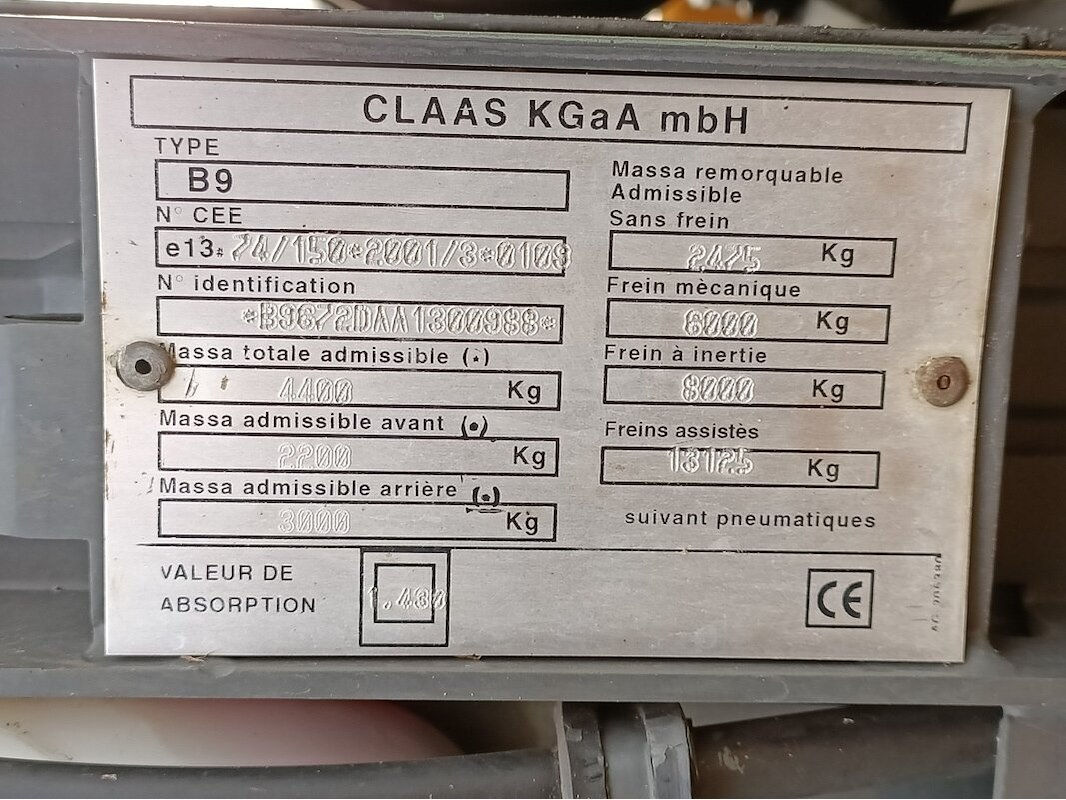 CLAAS KGaA mbH
TYPE
B9
N° CEE
e13* 74/150*2001/3*0109
N° identification
*B9672DAA1300988*
Massa totale admissible (•)
4400 Kg
Massa admissible avant (•)
2200 Kg
Massa admissible arrière (•)
3000 Kg
Massa remorquable
Admissible
Sans frein
2475 Kg
Frein mècanique
6000 Kg
Frein à inertie
8000 Kg
Freins assistès
13125 Kg
suivant pneumatiques
VALEUR DE
ABSORPTION
1.430
CE